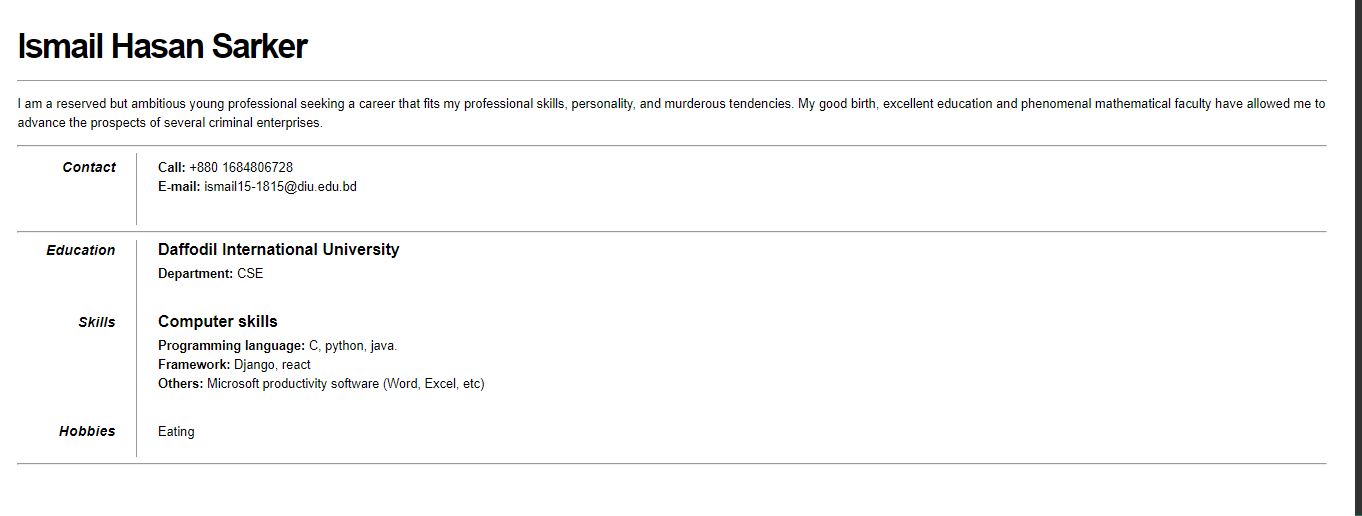 Ismail Hasan Sarker
I am a reserved but ambitious young professional seeking a career that fits my professional skills, personality, and murderous tendencies. My good birth, excellent education and phenomenal mathematical faculty have allowed me to
advance the prospects of several criminal enterprises.
Contact
Call: +880 1684806728
E-mail: ismail15-1815@diu.edu.bd
Education
Daffodil International University
Department: CSE
Skills
Computer skills
Programming language: C, python, java.
Framework: Django, react
Others: Microsoft productivity software (Word, Excel, etc)
Hobbies
Eating